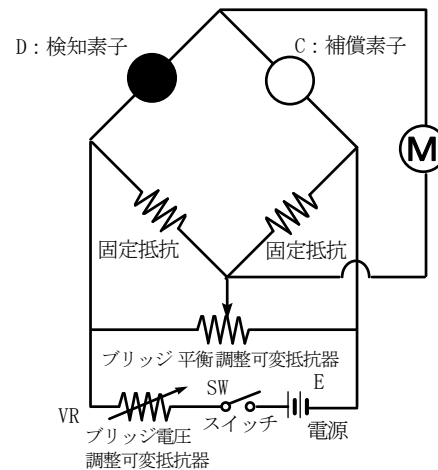 D：検知素子
C：補償素子
M
固定抵抗
固定抵抗
ブリッジ 平衡 調整可変抵抗器
SW
E
VR
スイッチ
電源
ブリッジ電圧
調整可変抵抗器